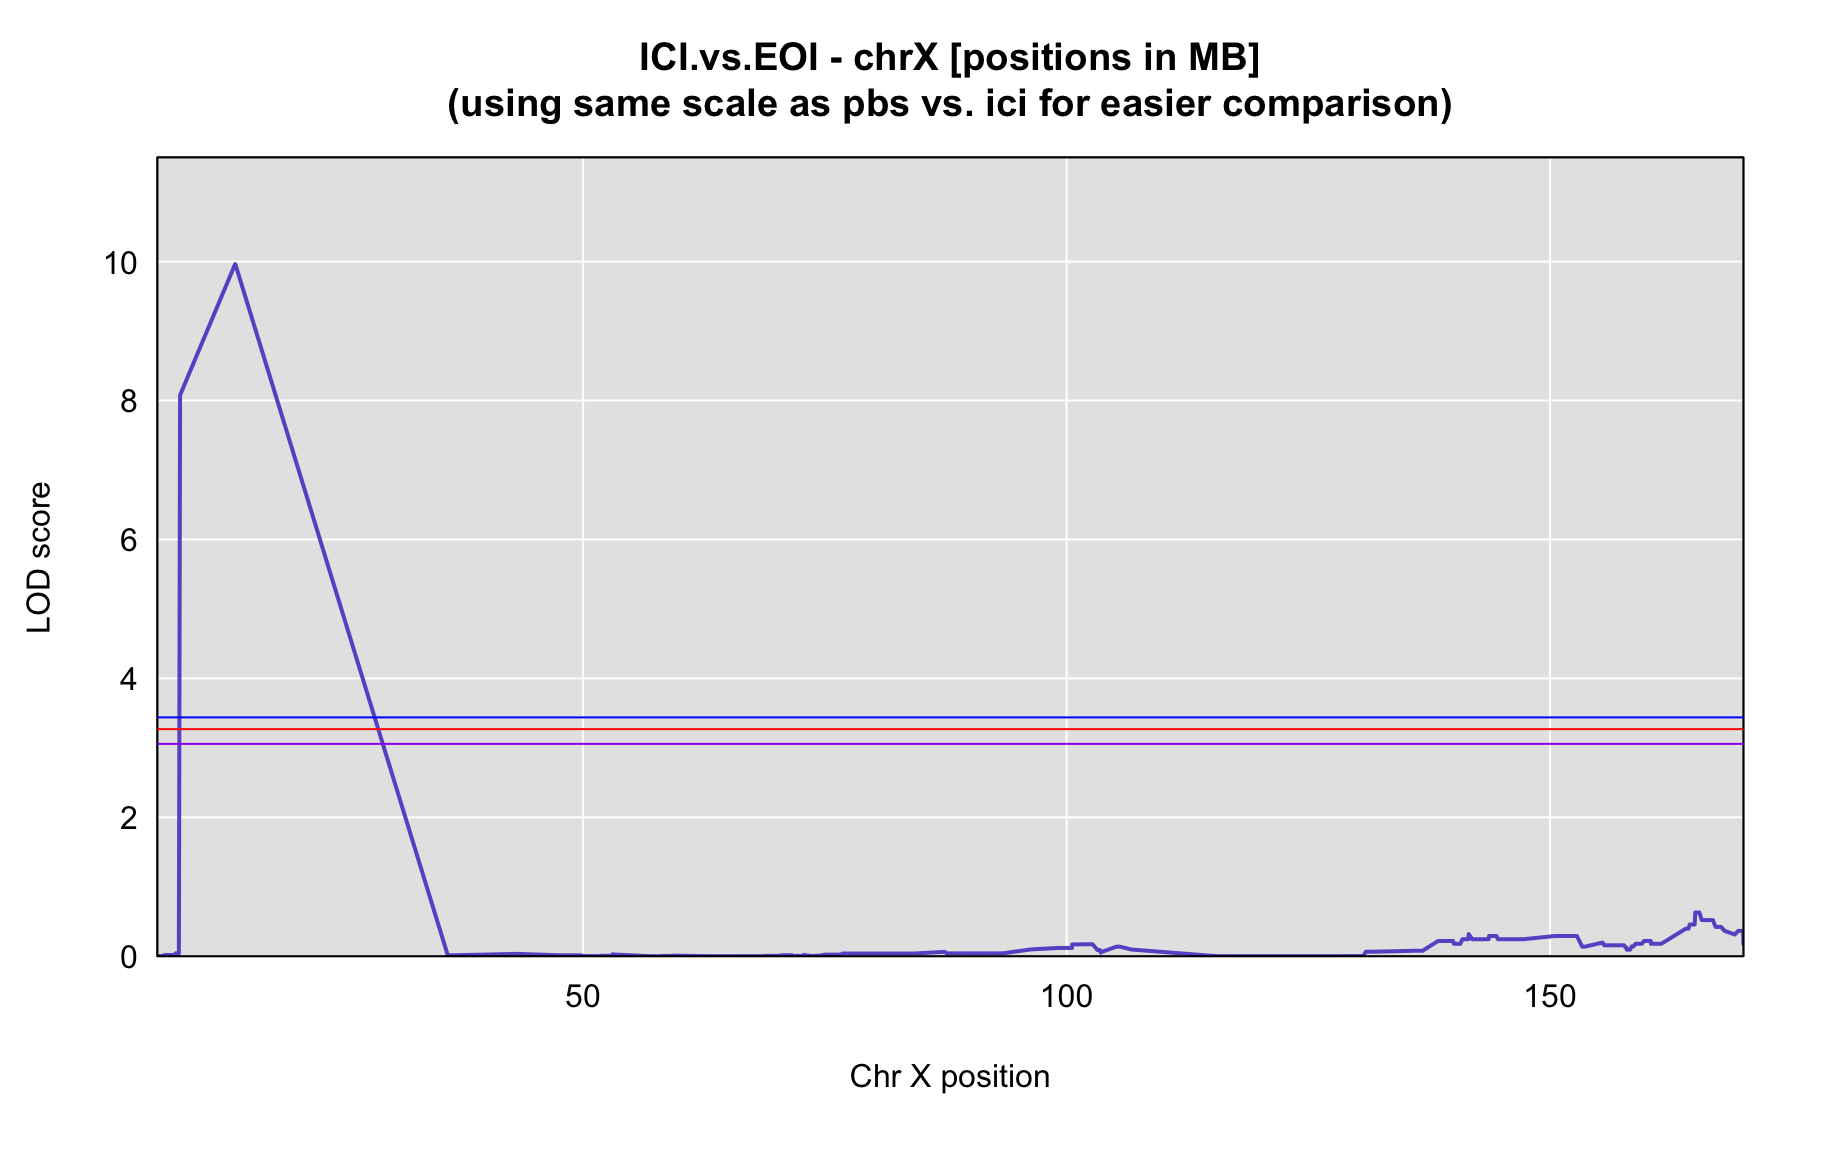 ICI.vs.EOI - chrX [positions in MB]
(using same scale as pbs vs. ici for easier comparison)
LOD score
10
8
6
4
2
0
50
100
150
Chr X position